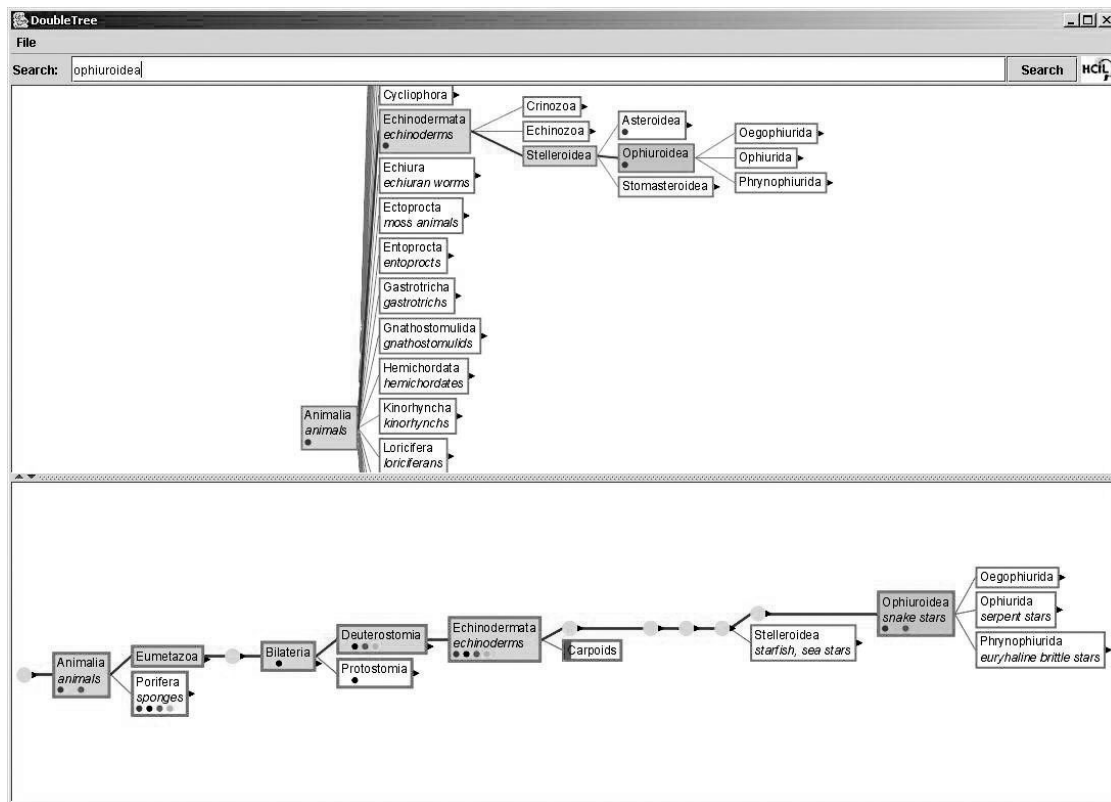 DoubleTree
File
Search: ophiuroidea Search HCIL
Cycliophora
Echinodermata
echinoderms
Crinozoa
Echinozoa
Stelleroidea
Asteroidea
Ophiuroidea
Stomasteroidea
Oegophiurida
Ophiurida
Phrynophiurida
Echiura
echiuran worms
Ectoprocta
moss animals
Entoprocta
entoprocts
Gastrotricha
gastrotrichs
Gnathostomulida
gnathostomulids
Hemichordata
hemichordates
Kinorhyncha
kinorhynchs
Loricifera
loriciferans
Animalia
animals
Animalia
animals
Eumetazoa
Porifera
sponges
Bilateria
Deuterostomia
Protostomia
Echinodermata
echinoderms
Carpoids
Stelleroidea
starfish, sea stars
Ophiuroidea
snake stars
Oegophiurida
Ophiurida
serpent stars
Phrynophiurida
euryhaline brittle stars